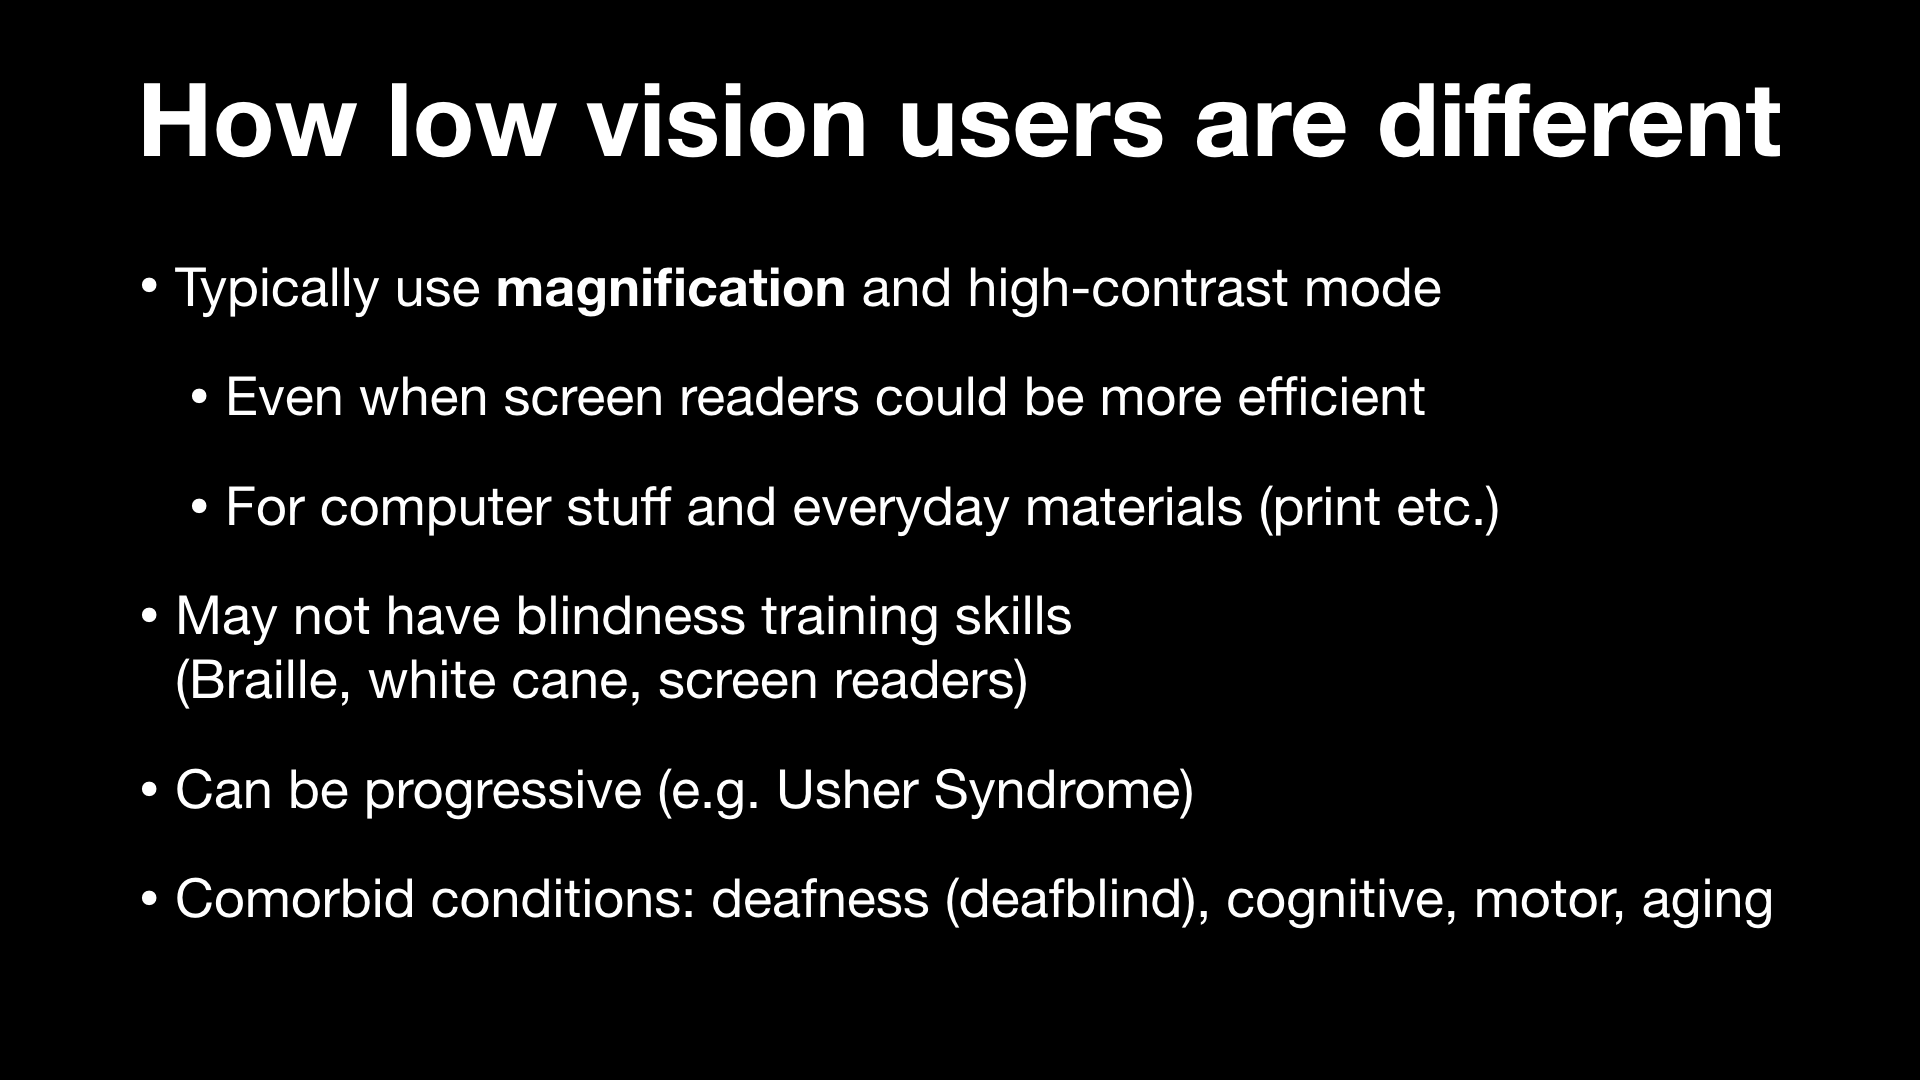 How low vision users are different
• Typically use magnification and high-contrast mode
• Even when screen readers could be more efficient
• For computer stuff and everyday materials (print etc.)
• May not have blindness training skills
(Braille, white cane, screen readers)
• Can be progressive (e.g. Usher Syndrome)
• Comorbid conditions: deafness (deafblind), cognitive, motor, aging